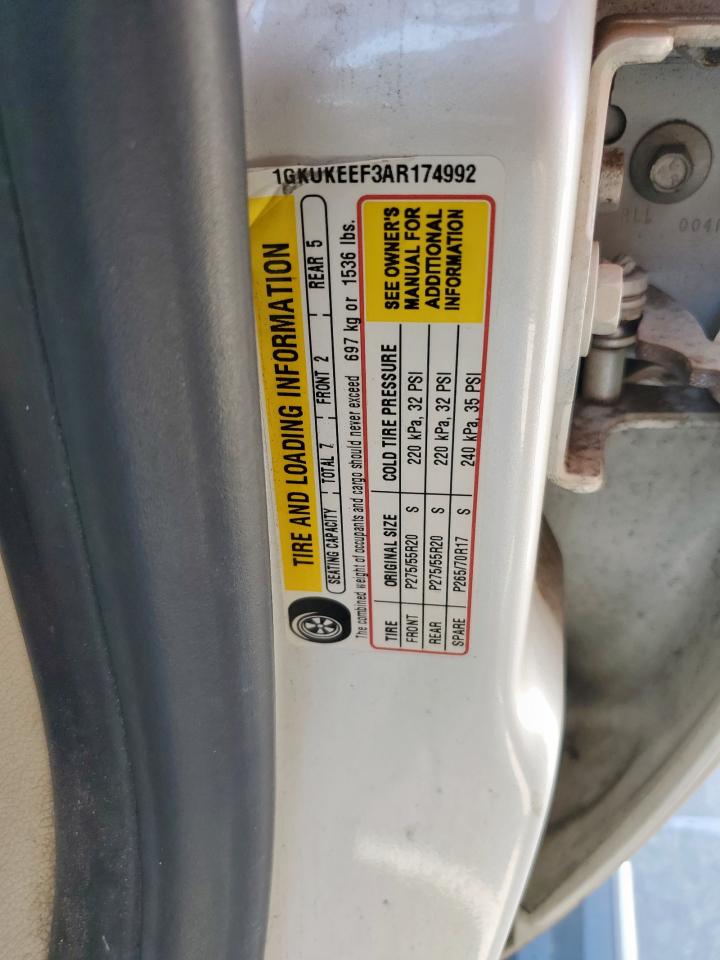 1GKUKEEF3AR174992
TIRE AND LOADING INFORMATION
SEATING CAPACITY TOTAL 7 FRONT 2 REAR 5
The combined weight of occupants and cargo should never exceed 697 kg or 1536 lbs.
TIRE ORIGINAL SIZE COLD TIRE PRESSURE
FRONT P275/55R20 S 220 kPa, 32 PSI
REAR P275/55R20 S 220 kPa, 32 PSI
SPARE P265/70R17 S 240 kPa, 35 PSI
SEE OWNER'S
MANUAL FOR
ADDITIONAL
INFORMATION